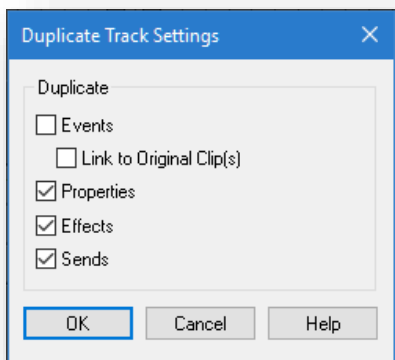 Duplicate Track Settings
Duplicate
Events
Link to Original Clip(s)
Properties
Effects
Sends
OK Cancel Help